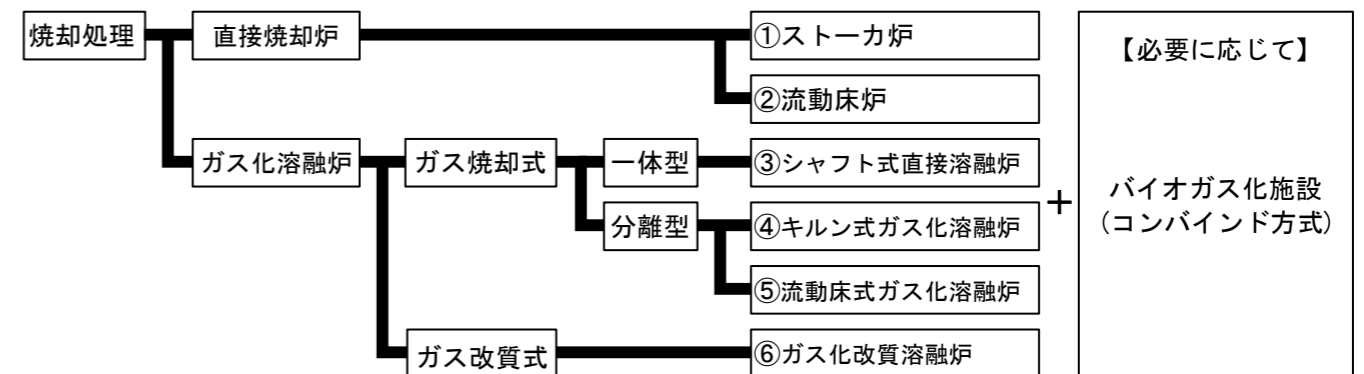 焼却処理
直接焼却炉
①ストーカ炉
②流動床炉
ガス化溶融炉
ガス焼却式
一体型
③シャフト式直接溶融炉
分離型
④キルン式ガス化溶融炉
⑤流動床式ガス化溶融炉
ガス改質式
⑥ガス化改質溶融炉
+
【必要に応じて】
バイオガス化施設
(コンバインド方式)